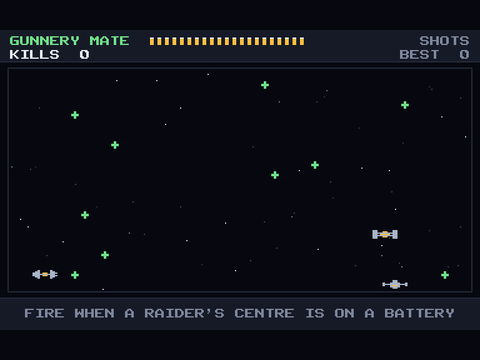 GUNNERY MATE SHOTS
KILLS 0 BEST 0
FIRE WHEN A RAIDER'S CENTRE IS ON A BATTERY